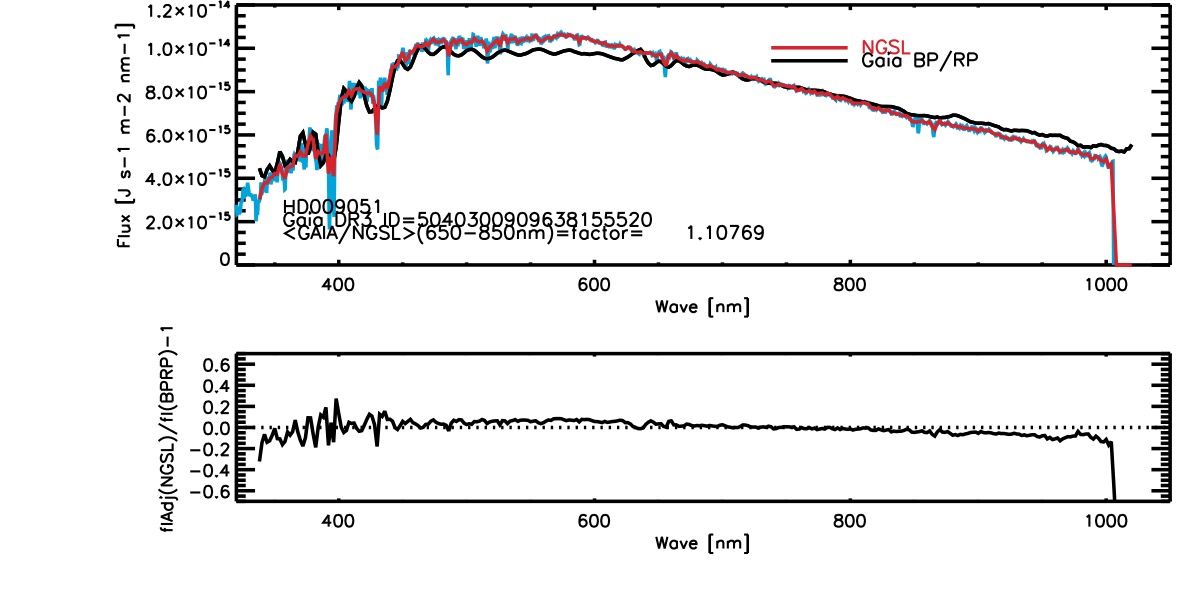 1.2×10⁻¹⁴
1.0×10⁻¹⁴
8.0×10⁻¹⁵
6.0×10⁻¹⁵
4.0×10⁻¹⁵
2.0×10⁻¹⁵
0
Flux [J s−1 m−2 nm−1]
NGSL
Gaia BP/RP
HD009051
Gaia DR3 ID=5040300909638155520
<GAIA/NGSL>(650−850nm)=factor= 1.10769
400 600 800 1000
Wave [nm]
0.6
0.4
0.2
0.0
−0.2
−0.4
−0.6
flAdj(NGSL)/fl(BPRP)−1
400 600 800 1000
Wave [nm]